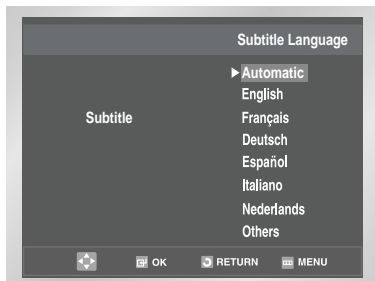 Subtitle Language
Automatic
English
Subtitle
Français
Deutsch
Español
Italiano
Nederlands
Others
OK RETURN MENU